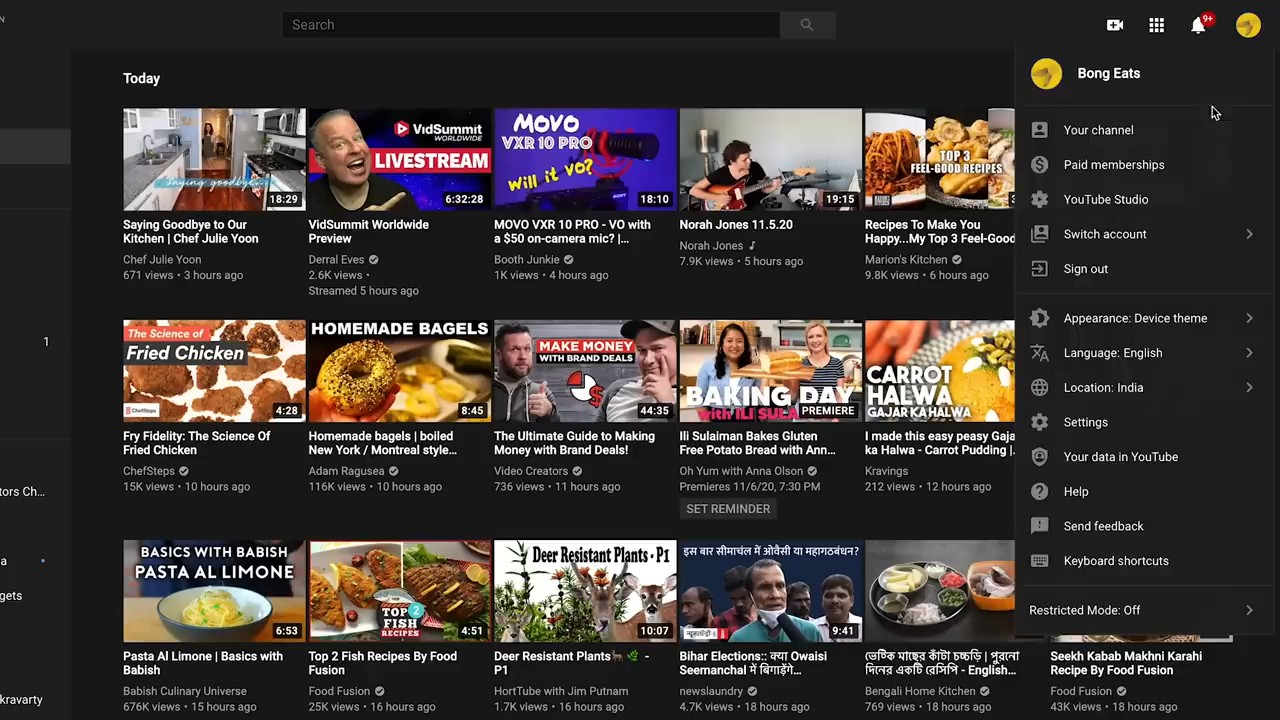 N
Search
9+
Bong Eats
Today
Your channel
Paid memberships
YouTube Studio
Switch account
Sign out
Appearance: Device theme
Language: English
Location: India
Settings
Your data in YouTube
Help
Send feedback
Keyboard shortcuts
Restricted Mode: Off
saying goodbye...
18:29
VidSummit
WORLDWIDE
LIVESTREAM
6:32:28
MOVO
VXR 10 PRO
will it vo?
18:10
19:15
TOP 3
FEEL-GOOD
RECIPES
Saying Goodbye to Our
Kitchen | Chef Julie Yoon
Chef Julie Yoon
671 views • 3 hours ago
VidSummit Worldwide
Preview
Derral Eves
2.6K views •
Streamed 5 hours ago
MOVO VXR 10 PRO - VO with
a $50 on-camera mic? |...
Booth Junkie
1K views • 4 hours ago
Norah Jones 11.5.20
Norah Jones
7.9K views • 5 hours ago
Recipes To Make You
Happy...My Top 3 Feel-Good
Marion's Kitchen
9.8K views • 6 hours ago
1
The Science of
Fried Chicken
ChefSteps
4:28
HOMEMADE BAGELS
8:45
MAKE MONEY
WITH BRAND DEALS
44:35
BAKING DAY
with ILI SULA
PREMIERE
CARROT
HALWA
GAJAR KA HALWA
Fry Fidelity: The Science Of
Fried Chicken
ChefSteps
15K views • 10 hours ago
Homemade bagels | boiled
New York / Montreal style...
Adam Ragusea
116K views • 10 hours ago
The Ultimate Guide to Making
Money with Brand Deals!
Video Creators
736 views • 11 hours ago
Ili Sulaiman Bakes Gluten
Free Potato Bread with Ann...
Oh Yum with Anna Olson
Premieres 11/6/20, 7:30 PM
SET REMINDER
I made this easy peasy Gaja
ka Halwa - Carrot Pudding |.
Kravings
212 views • 12 hours ago
tors Ch...
a
gets
kravarty
BASICS WITH BABISH
PASTA AL LIMONE
6:53
TOP 2
FISH
RECIPES
4:51
Deer Resistant Plants - P1
10:07
इस बार सीमांचल में ओवैसी या महागठबंधन?
न्यूज़लॉन्ड्री
9:41
Pasta Al Limone | Basics with
Babish
Babish Culinary Universe
676K views • 15 hours ago
Top 2 Fish Recipes By Food
Fusion
Food Fusion
25K views • 16 hours ago
Deer Resistant Plants🦌🌿 -
P1
HortTube with Jim Putnam
1.7K views • 16 hours ago
Bihar Elections:: क्या Owaisi
Seemanchal में बिगाड़ेंगे...
newslaundry
4.7K views • 18 hours ago
ভেটকি মাছের কাঁটা চচ্চড়ি | পুরনো
দিনের একটি রেসিপি - English...
Bengali Home Kitchen
769 views • 18 hours ago
Seekh Kabab Makhni Karahi
Recipe By Food Fusion
Food Fusion
43K views • 18 hours ago